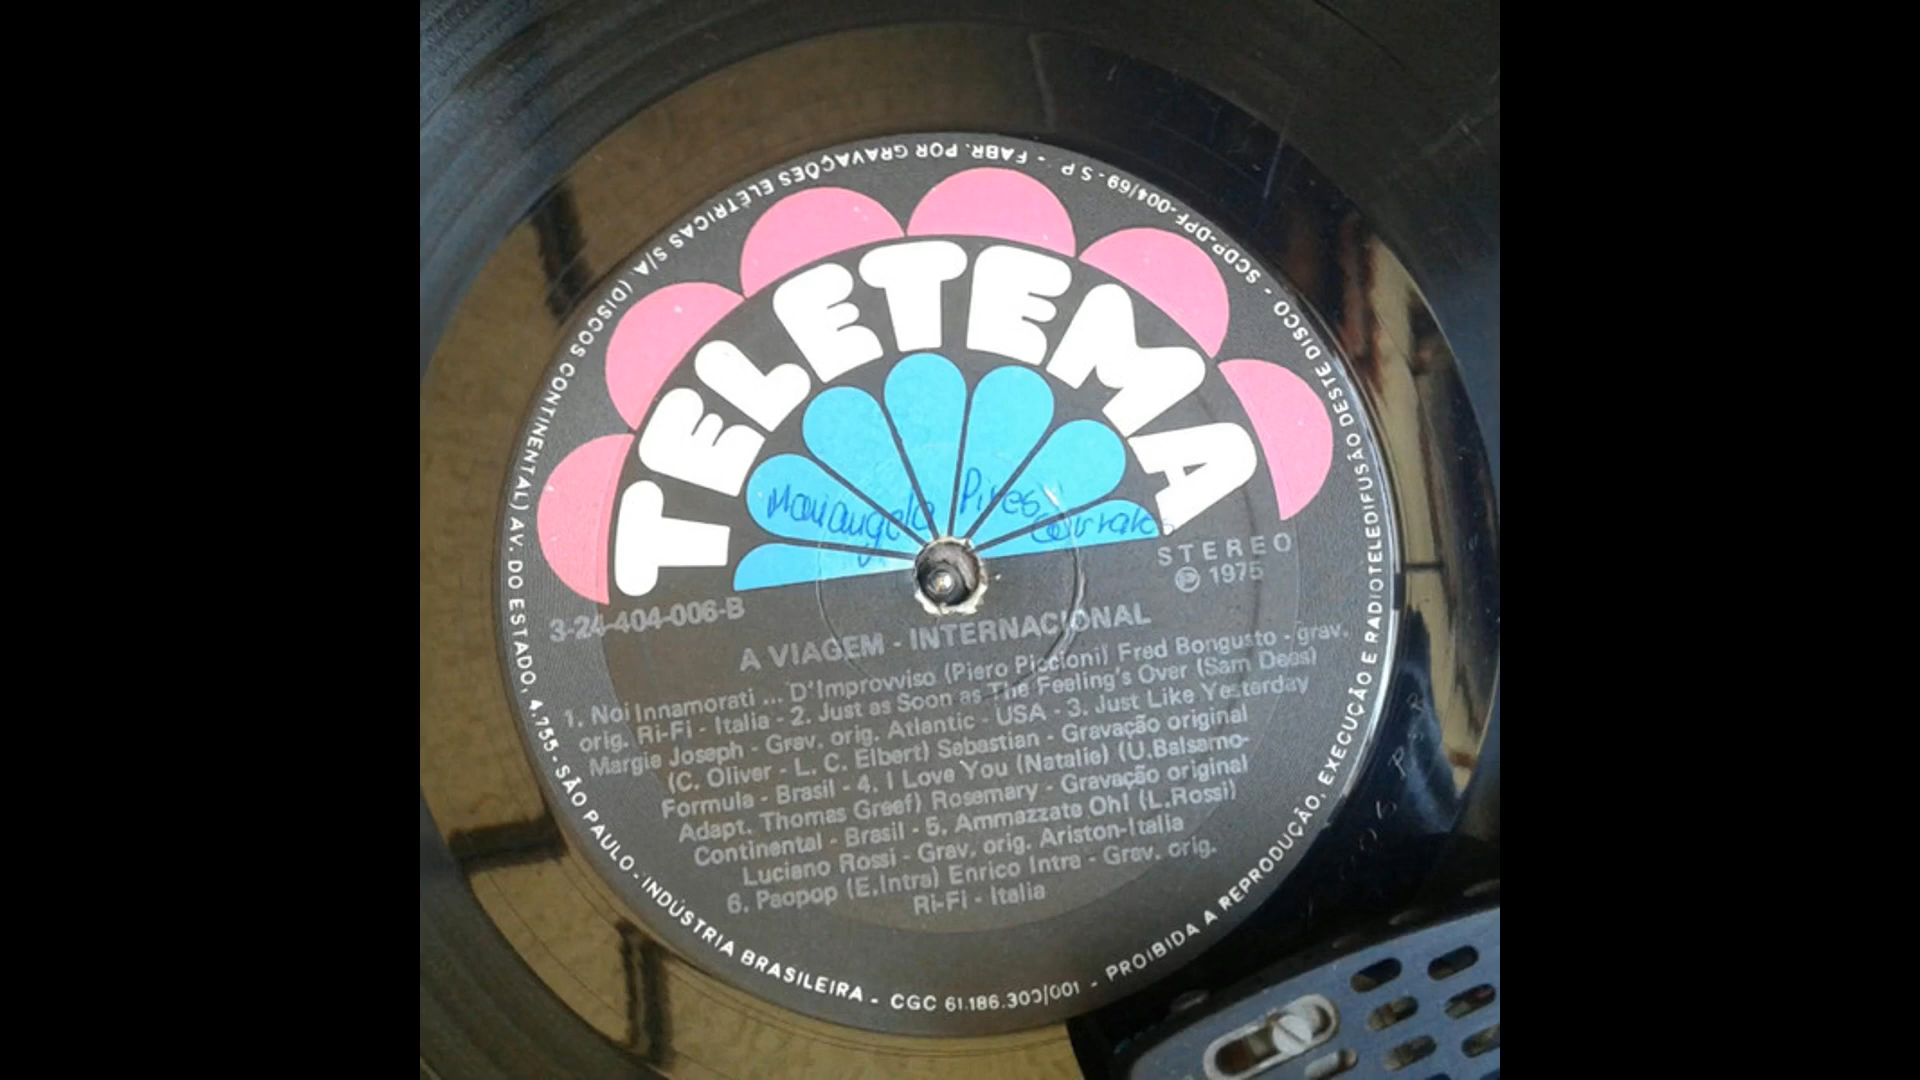 TELETEMA
Pires
STEREO
Ⓟ 1975
3-24-404-006-B
A VIAGEM - INTERNACIONAL
1. Noi Innamorati ... D'Improvviso (Piero Piccioni) Fred Bongusto - grav.
orig. Ri-Fi - Italia - 2. Just as Soon as The Feeling's Over (Sam Dees)
Margie Joseph - Grav. orig. Atlantic - USA - 3. Just Like Yesterday
(C. Oliver - L. C. Elbert) Sebastian - Gravação original
Formula - Brasil - 4. I Love You (Natalie) (U.Balsamo-
Adapt. Thomas Greef) Rosemary - Gravação original
Continental - Brasil - 5. Ammazzate Oh! (L.Rossi)
Luciano Rossi - Grav. orig. Ariston-Italia
6. Paopop (E.Intra) Enrico Intra - Grav. orig.
Ri-Fi - Italia
FABR. POR GRAVAÇÕES ELÉTRICAS S/A. (DISCOS CONTINENTAL) AV. DO ESTADO, 4.755 - SÃO PAULO - INDÚSTRIA BRASILEIRA - CGC 61.186.300/001 - PROIBIDA A REPRODUÇÃO, EXECUÇÃO E RADIOTELEDIFUSÃO DESTE DISCO - SCDP-DPF-004/69-SP -